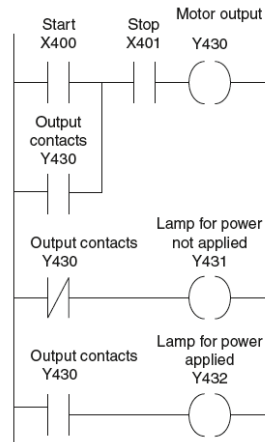 Motor output
Start
Stop
X400
X401
Y430
Output
contacts
Y430
Lamp for power
not applied
Output contacts
Y430
Y431
Lamp for power
applied
Output contacts
Y430
Y432